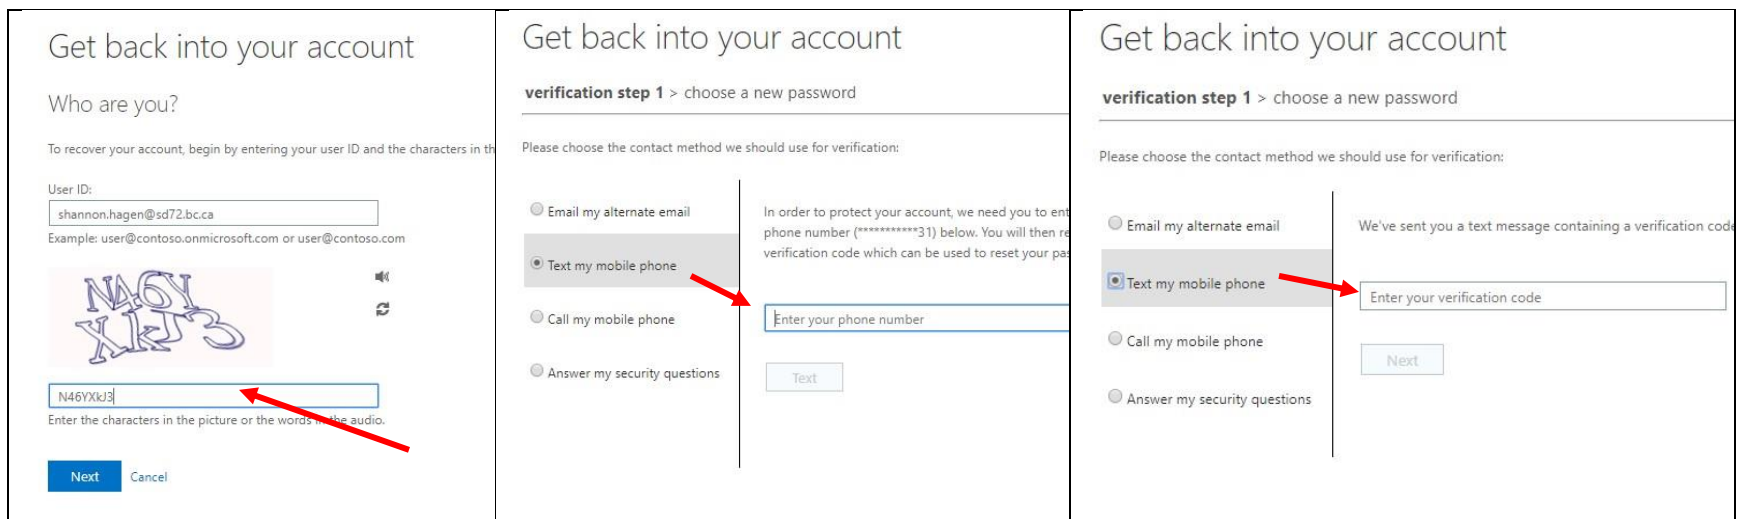 Get back into your account
Who are you?
To recover your account, begin by entering your user ID and the characters in th
User ID:
shannon.hagen@sd72.bc.ca
Example: user@contoso.onmicrosoft.com or user@contoso.com
N46Y
XkJ3
N46YXkJ3
Enter the characters in the picture or the words in the audio.
Next Cancel
Get back into your account
verification step 1 > choose a new password
Please choose the contact method we should use for verification:
Email my alternate email
Text my mobile phone
Call my mobile phone
Answer my security questions
In order to protect your account, we need you to ent
phone number (***********31) below. You will then re
verification code which can be used to reset your pas
Enter your phone number
Text
Get back into your account
verification step 1 > choose a new password
Please choose the contact method we should use for verification:
Email my alternate email
Text my mobile phone
Call my mobile phone
Answer my security questions
We've sent you a text message containing a verification code
Enter your verification code
Next